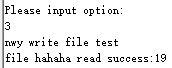 Please input option:
3
nwy write file test
file hahaha read success:19